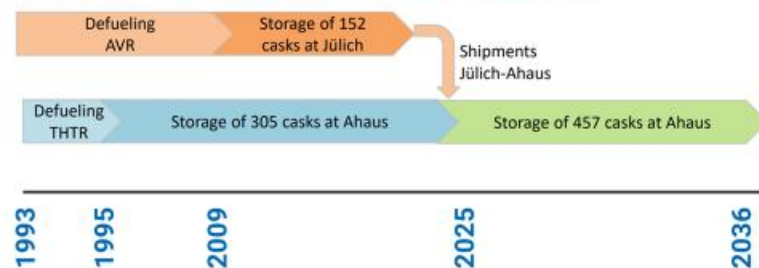 Defueling
AVR
Storage of 152
casks at Jülich
Shipments
Jülich-Ahaus
Defueling
THTR
Storage of 305 casks at Ahaus
Storage of 457 casks at Ahaus
1993
1995
2009
2025
2036